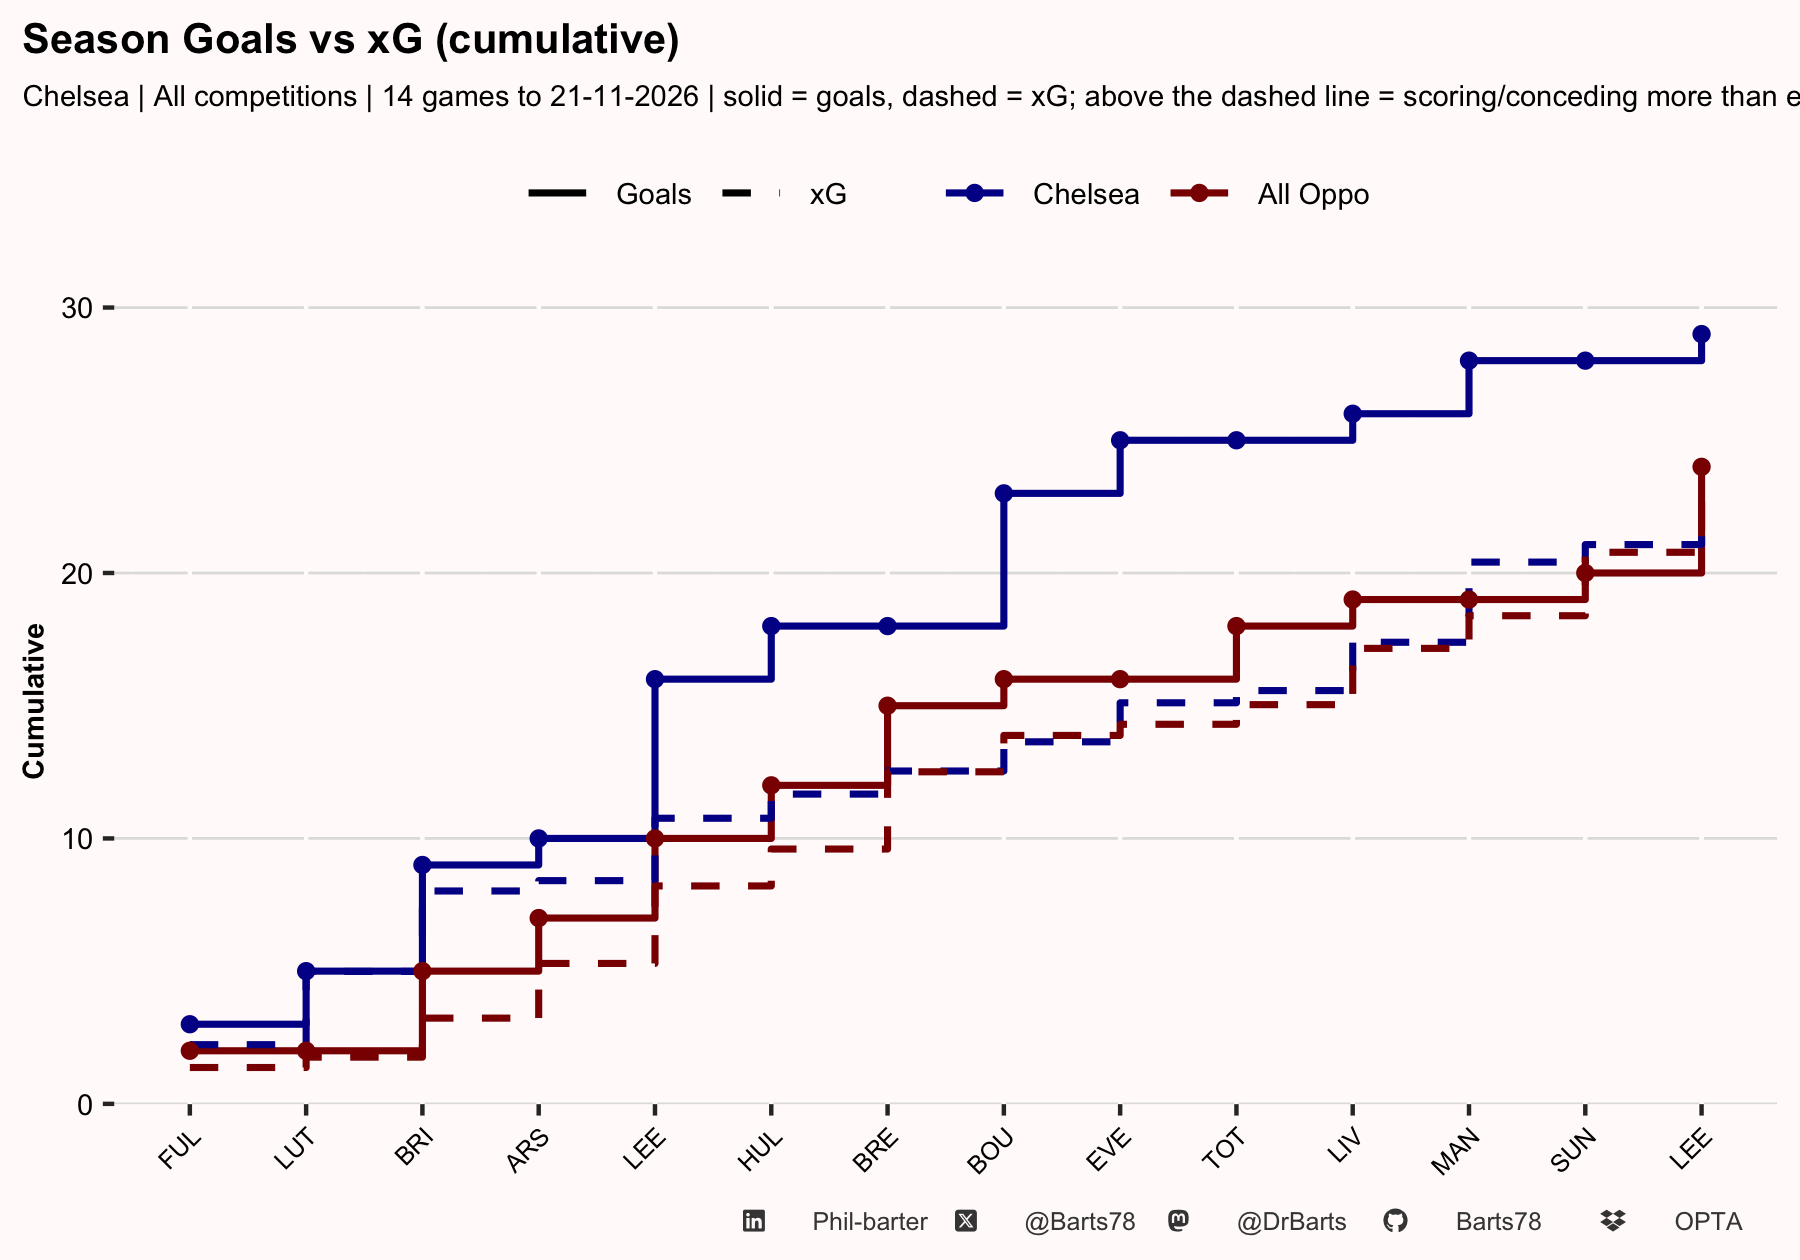 Season Goals vs xG (cumulative)
Chelsea | All competitions | 14 games to 21-11-2026 | solid = goals, dashed = xG; above the dashed line = scoring/conceding more than e
Goals xG Chelsea All Oppo
30
20
10
0
Cumulative
FUL LUT BRI ARS LEE HUL BRE BOU EVE TOT LIV MAN SUN LEE
Phil-barter @Barts78 @DrBarts Barts78 OPTA